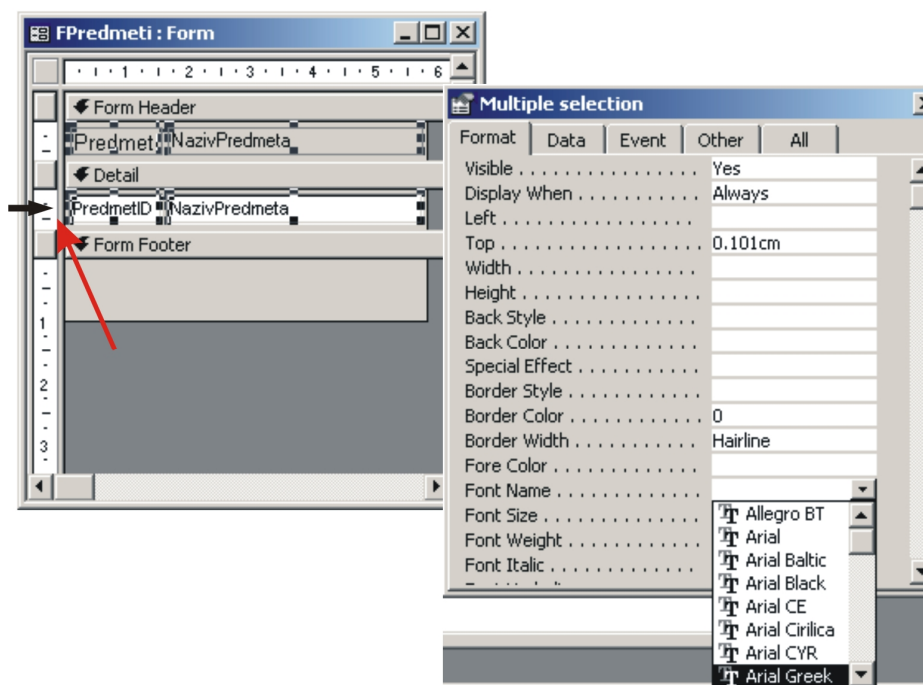 FPredmeti : Form
1 2 3 4 5 6
Form Header
Predmet NazivPredmeta
Detail
PredmetID NazivPredmeta
Form Footer
1
2
3
Multiple selection
Format Data Event Other All
Visible . . . . . . . . . . . . . . . . Yes
Display When . . . . . . . . . . . Always
Left . . . . . . . . . . . . . . . . . .
Top . . . . . . . . . . . . . . . . . . 0.101cm
Width . . . . . . . . . . . . . . . .
Height . . . . . . . . . . . . . . .
Back Style . . . . . . . . . . . . .
Back Color . . . . . . . . . . . . .
Special Effect . . . . . . . . . . .
Border Style . . . . . . . . . . . .
Border Color . . . . . . . . . . . 0
Border Width . . . . . . . . . . . Hairline
Fore Color . . . . . . . . . . . . .
Font Name . . . . . . . . . . . . .
Font Size . . . . . . . . . . . . . .
Font Weight . . . . . . . . . . . .
Font Italic . . . . . . . . . . . . .
Allegro BT
Arial
Arial Baltic
Arial Black
Arial CE
Arial Cirilica
Arial CYR
Arial Greek